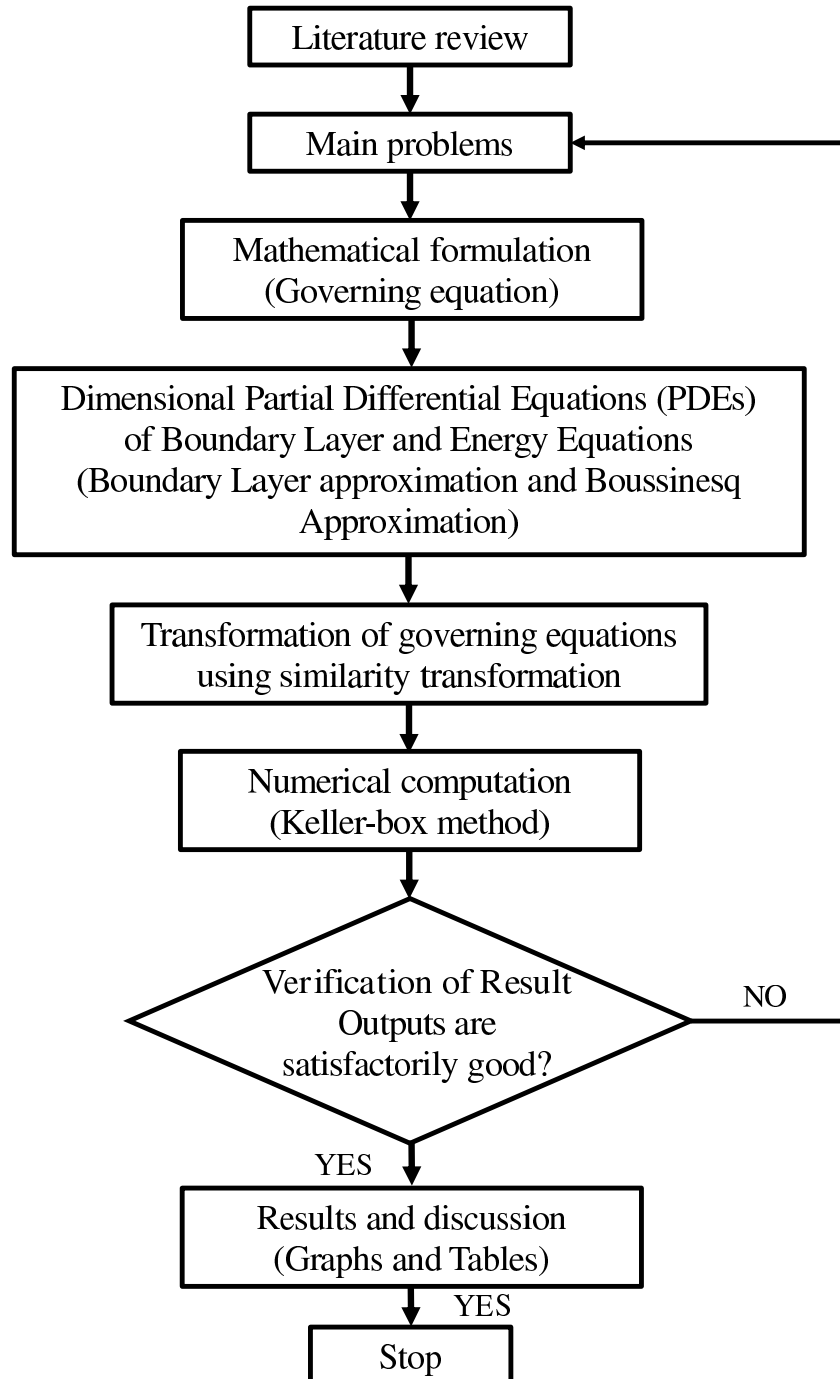 Literature review
Main problems
Mathematical formulation
(Governing equation)
Dimensional Partial Differential Equations (PDEs)
of Boundary Layer and Energy Equations
(Boundary Layer approximation and Boussinesq
Approximation)
Transformation of governing equations
using similarity transformation
Numerical computation
(Keller-box method)
Verification of Result
Outputs are
satisfactorily good?
NO
YES
Results and discussion
(Graphs and Tables)
YES
Stop